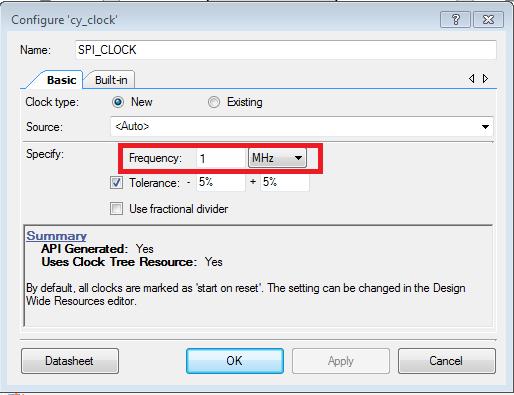 Configure 'cy_clock'
Name: SPI_CLOCK
Basic Built-in
Clock type: New Existing
Source: <Auto>
Specify: Frequency: 1 MHz
Tolerance: - 5% + 5%
Use fractional divider
Summary
API Generated: Yes
Uses Clock Tree Resource: Yes
By default, all clocks are marked as 'start on reset'. The setting can be changed in the Design
Wide Resources editor.
Datasheet OK Apply Cancel